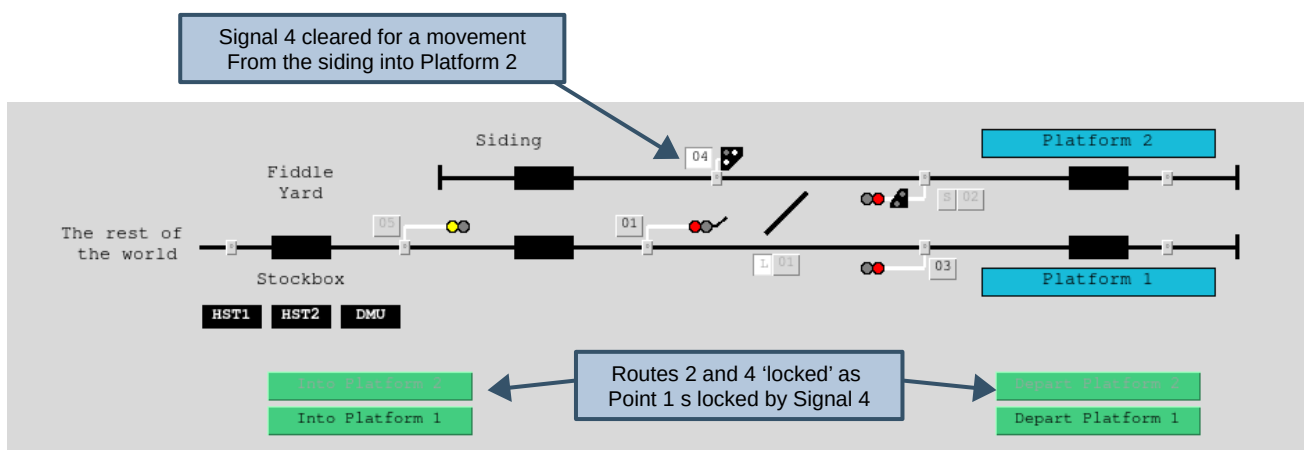 Signal 4 cleared for a movement
From the siding into Platform 2
Siding
Platform 2
04
Fiddle
Yard
S 02
05
01
The rest of
the world
L 01
03
Stockbox
Platform 1
HST1 HST2 DMU
Routes 2 and 4 ‘locked’ as
Point 1 s locked by Signal 4
Into Platform 2
Depart Platform 2
Into Platform 1
Depart Platform 1